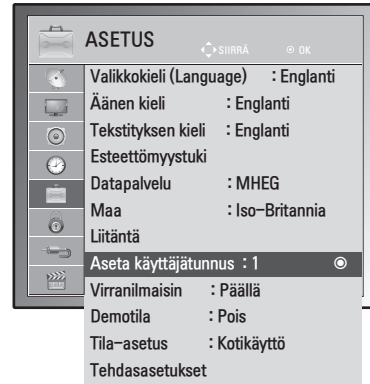 ASETUS
SIIRRÄ OK
Valikkokieli (Language) : Englanti
Äänen kieli : Englanti
Tekstityksen kieli : Englanti
Esteettömyystuki
Datapalvelu : MHEG
Maa : Iso-Britannia
Liitäntä
Aseta käyttäjätunnus : 1
Virranilmaisin : Päällä
Demotila : Pois
Tila-asetus : Kotikäyttö
Tehdasasetukset